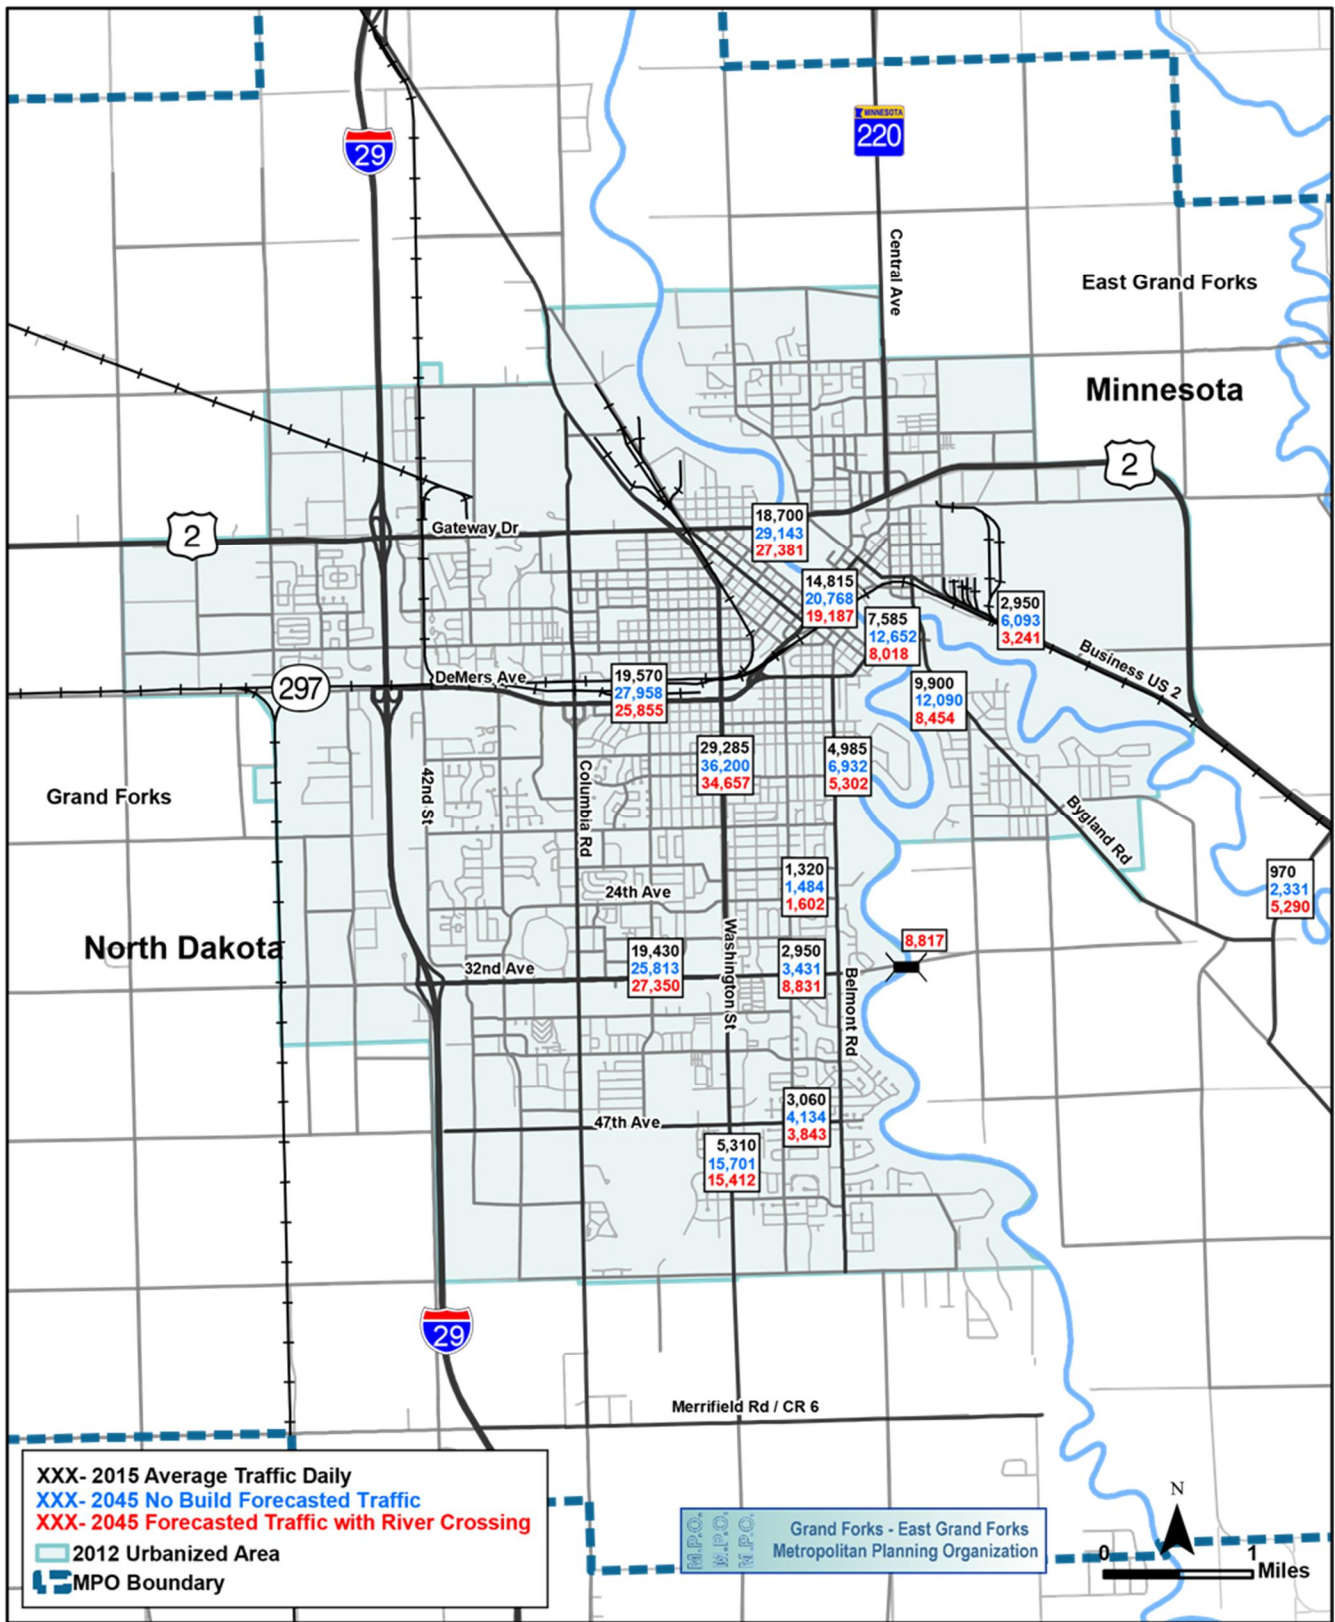 29
MINNESOTA
220
Central Ave
East Grand Forks
Minnesota
2
2
Gateway Dr
18,700
29,143
27,381
14,815
20,768
19,187
7,585
12,652
8,018
2,950
6,093
3,241
Business US 2
297
DeMers Ave
19,570
27,958
25,855
9,900
12,090
8,454
29,285
36,200
34,657
4,985
6,932
5,302
Grand Forks
42nd St
Columbia Rd
Bygland Rd
1,320
1,484
1,602
24th Ave
970
2,331
5,290
North Dakota
32nd Ave
19,430
25,813
27,350
Washington St
2,950
3,431
8,831
Belmont Rd
8,817
47th Ave
3,060
4,134
3,843
5,310
15,701
15,412
29
Merrifield Rd / CR 6
XXX- 2015 Average Traffic Daily
XXX- 2045 No Build Forecasted Traffic
XXX- 2045 Forecasted Traffic with River Crossing
2012 Urbanized Area
MPO Boundary
M.P.O.
M.P.O.
M.P.O.
Grand Forks - East Grand Forks
Metropolitan Planning Organization
N
0 1
Miles